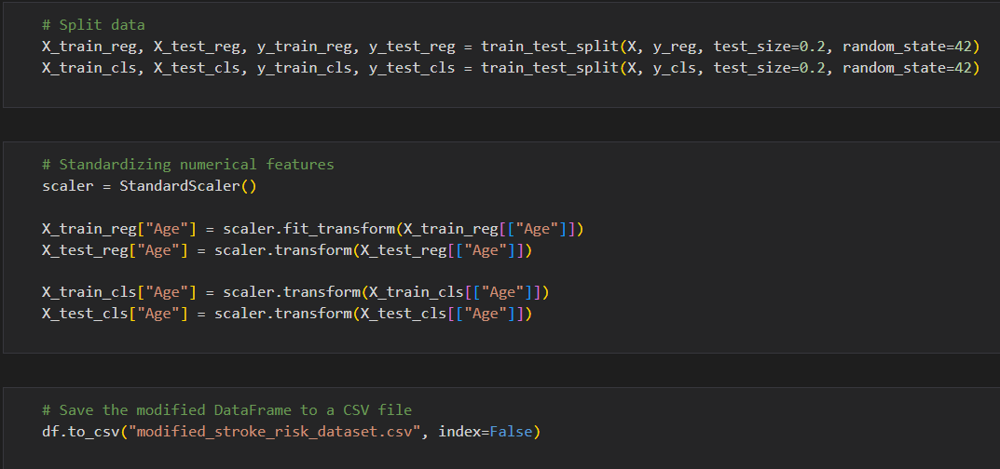 # Split data
X_train_reg, X_test_reg, y_train_reg, y_test_reg = train_test_split(X, y_reg, test_size=0.2, random_state=42)
X_train_cls, X_test_cls, y_train_cls, y_test_cls = train_test_split(X, y_cls, test_size=0.2, random_state=42)
# Standardizing numerical features
scaler = StandardScaler()
X_train_reg["Age"] = scaler.fit_transform(X_train_reg[["Age"]])
X_test_reg["Age"] = scaler.transform(X_test_reg[["Age"]])
X_train_cls["Age"] = scaler.transform(X_train_cls[["Age"]])
X_test_cls["Age"] = scaler.transform(X_test_cls[["Age"]])
# Save the modified DataFrame to a CSV file
df.to_csv("modified_stroke_risk_dataset.csv", index=False)